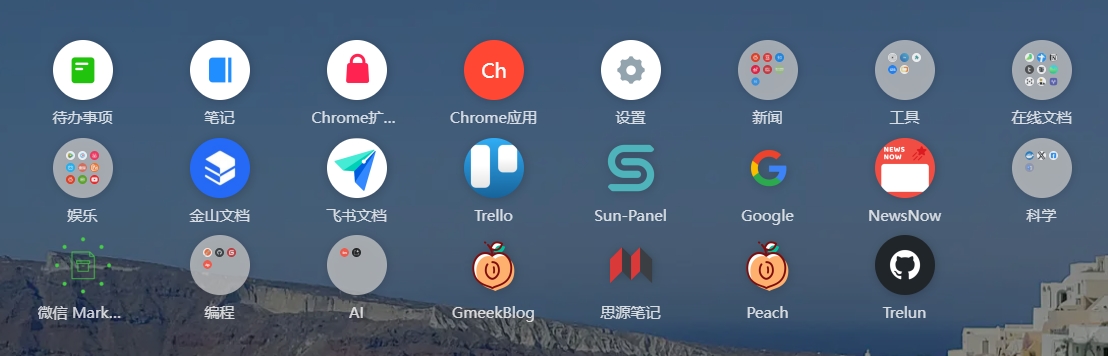 Ch
待办事项
笔记
Chrome扩...
Chrome应用
设置
新闻
工具
在线文档
NEWS
NOW
娱乐
金山文档
飞书文档
Trello
Sun-Panel
Google
NewsNow
科学
微信 Mark...
编程
AI
GmeekBlog
思源笔记
Peach
Trelun